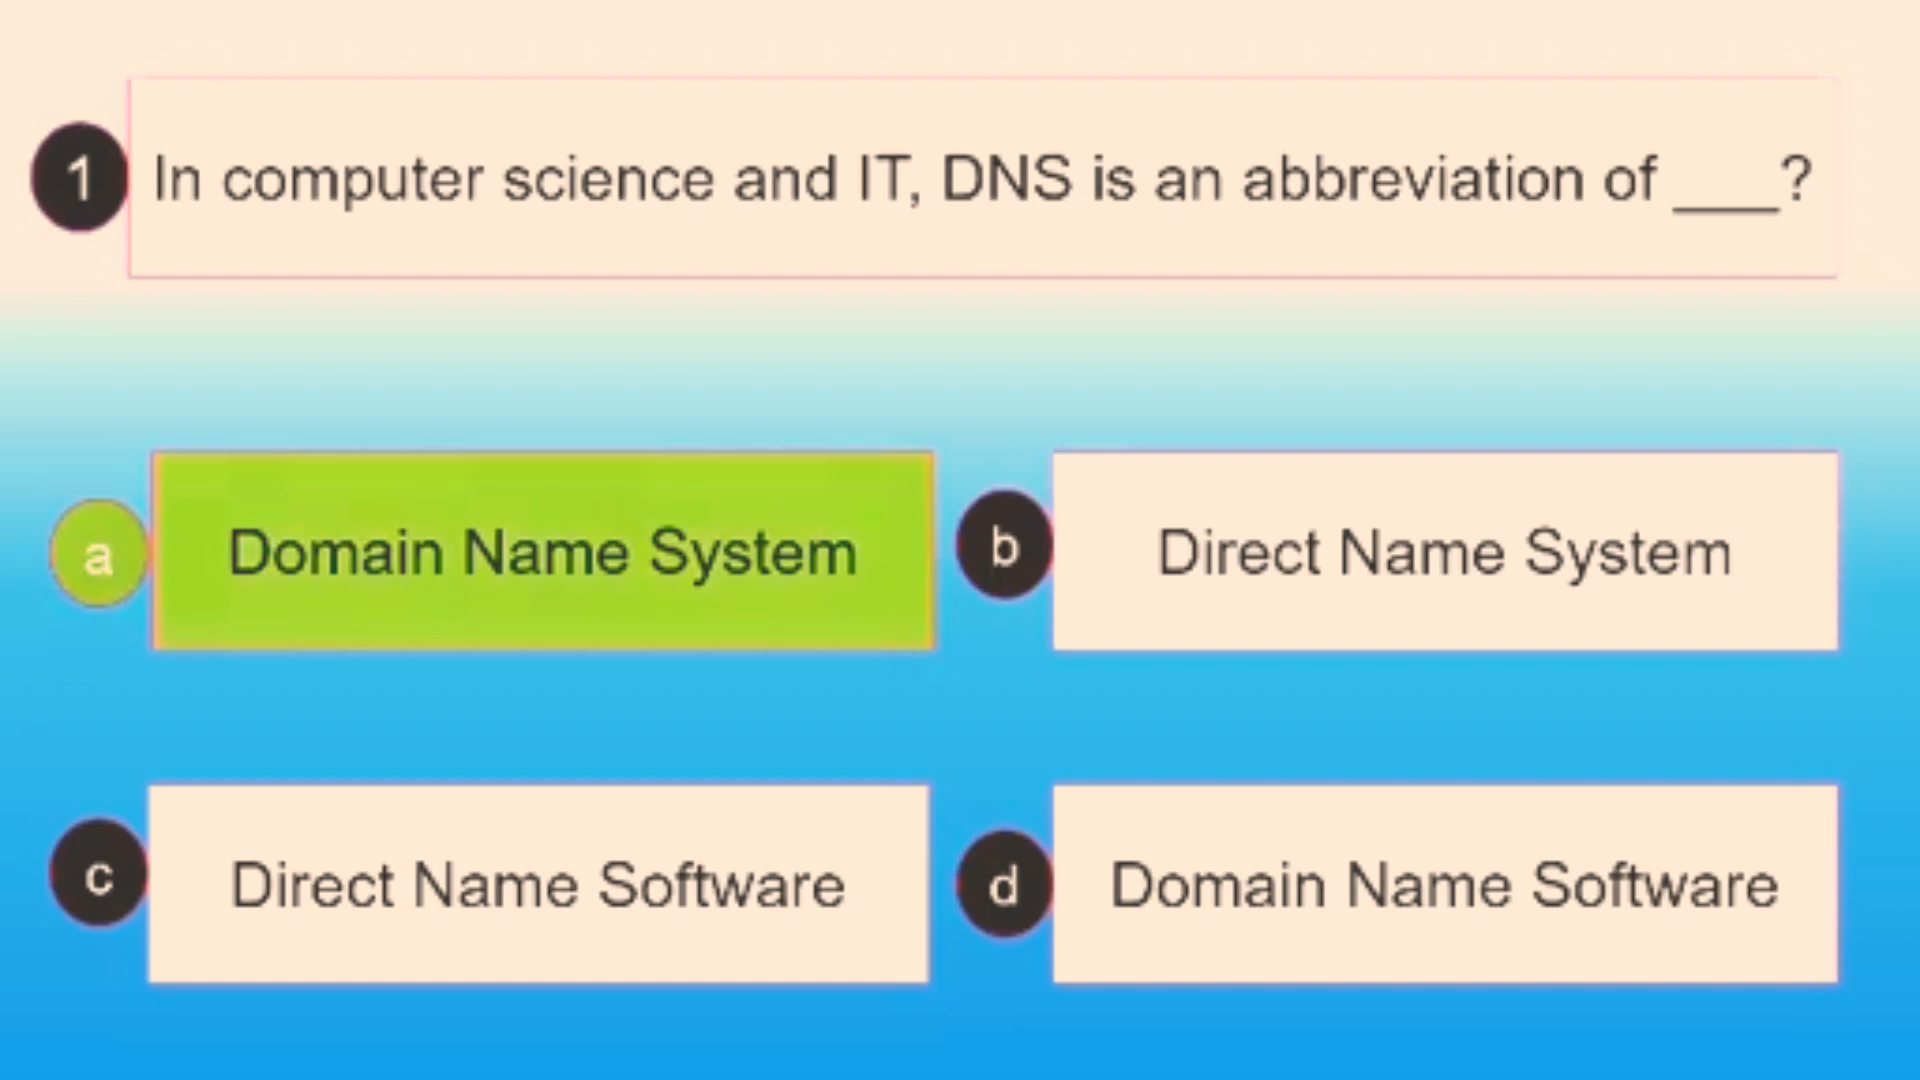 1 In computer science and IT, DNS is an abbreviation of ____?
a Domain Name System
b Direct Name System
c Direct Name Software
d Domain Name Software